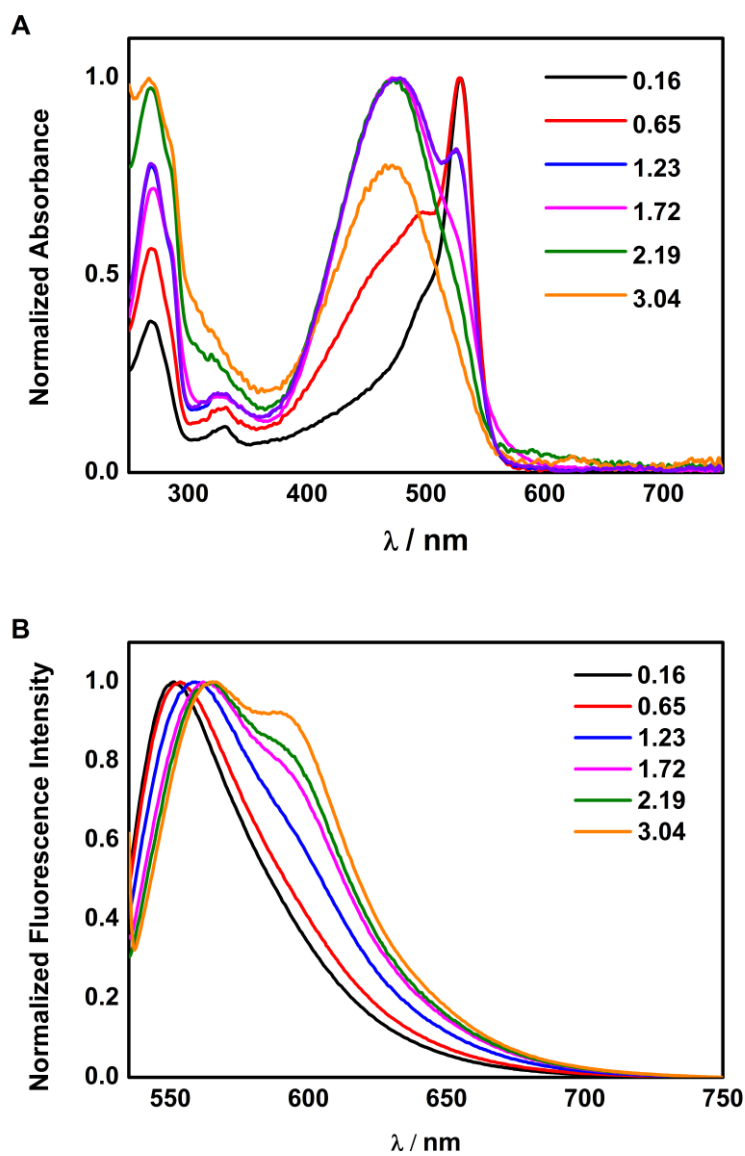 A
Normalized Absorbance
1.0
0.5
0.0
0.16
0.65
1.23
1.72
2.19
3.04
300 400 500 600 700
λ / nm
B
Normalized Fluorescence Intensity
1.0
0.8
0.6
0.4
0.2
0.0
0.16
0.65
1.23
1.72
2.19
3.04
550 600 650 700 750
λ / nm